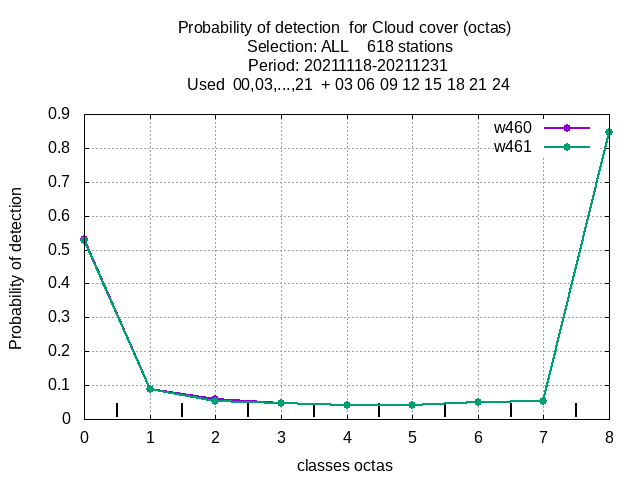 Probability of detection  for Cloud cover (octas)
Selection: ALL    618 stations
Period: 20211118-20211231
Used  00,03,...,21  + 03 06 09 12 15 18 21 24
w460
w461
Probability of detection
0.9
0.8
0.7
0.6
0.5
0.4
0.3
0.2
0.1
0
0 1 2 3 4 5 6 7 8
classes octas